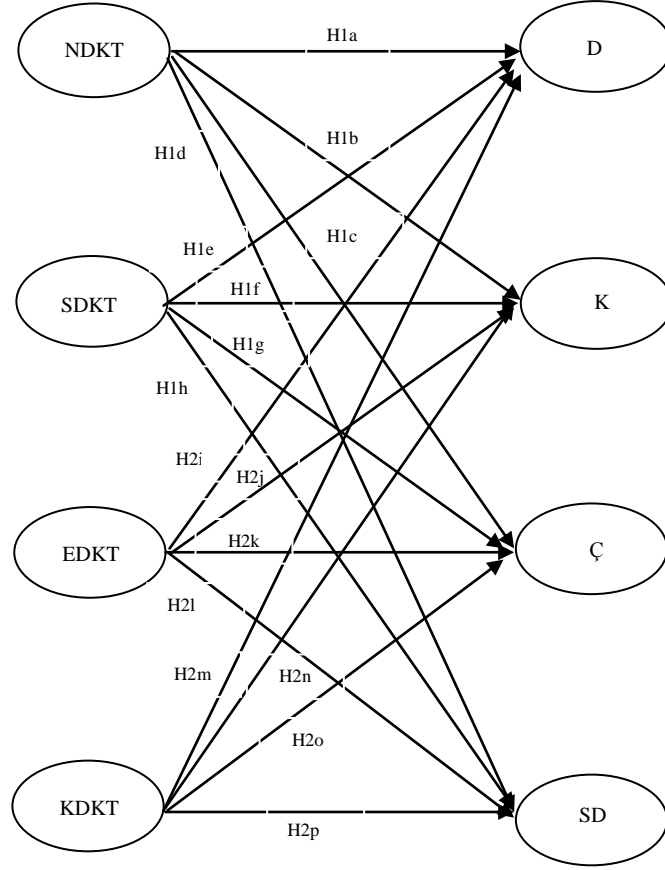 H1a
NDKT
D
H1b
H1d
H1c
H1e
H1f
SDKT
K
H1g
H1h
H2i
H2j
H2k
EDKT
Ç
H2l
H2m
H2n
H2o
KDKT
SD
H2p